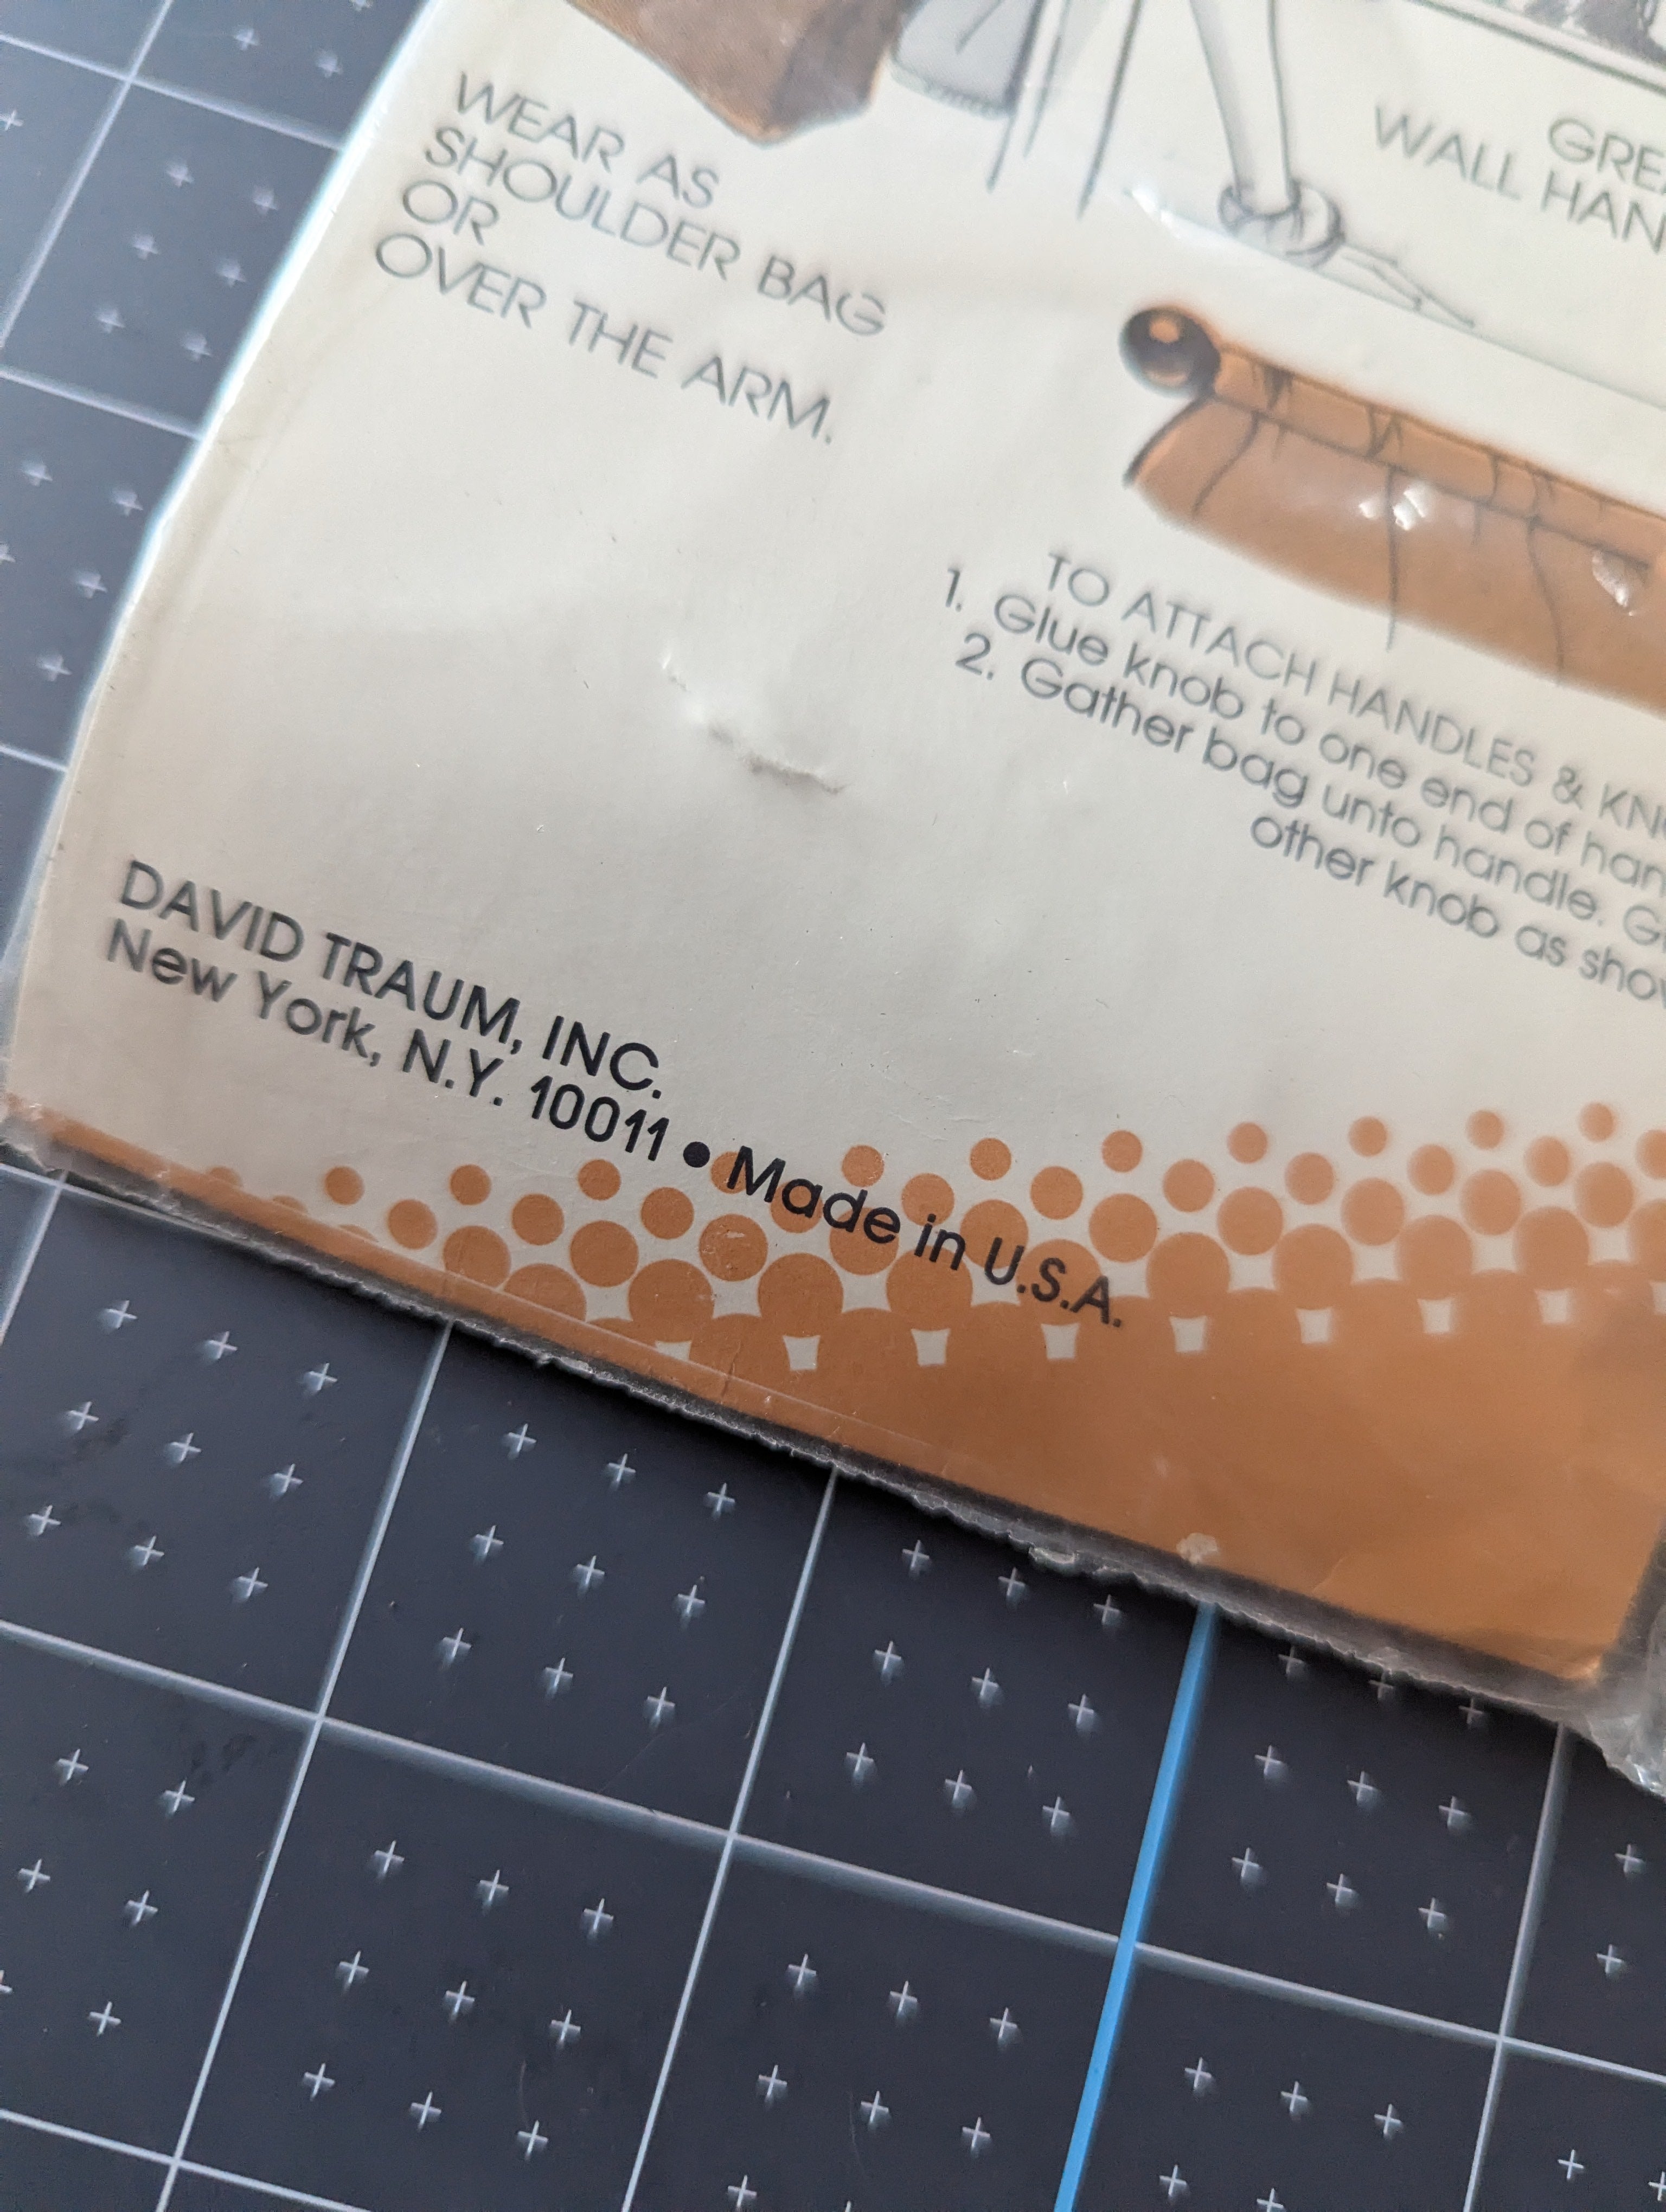 WEAR AS
SHOULDER BAG
OR
OVER THE ARM.
WALL
TO ATTACH HANDLES &
1. Glue knob to one end of
2. Gather bag unto handle.
other knob as
DAVID TRAUM, INC.
New York, N.Y. 10011 • Made in U.S.A.